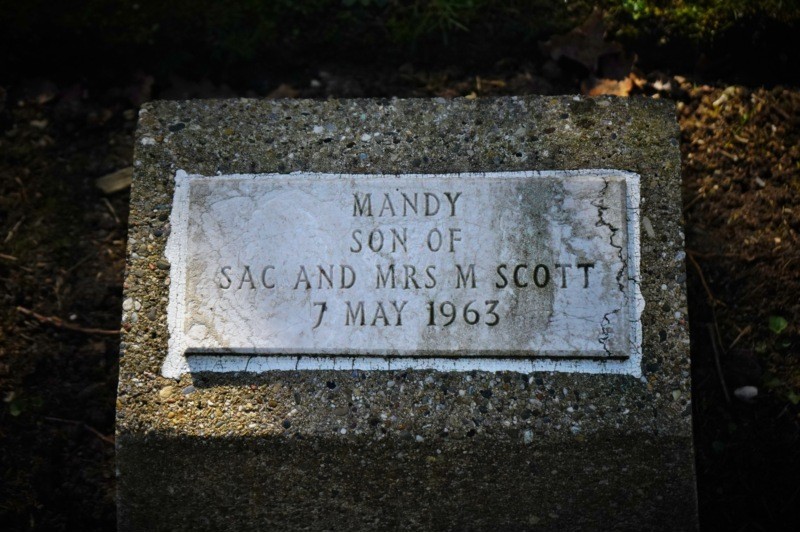 MANDY
SON OF
SAC AND MRS M SCOTT
7 MAY 1963